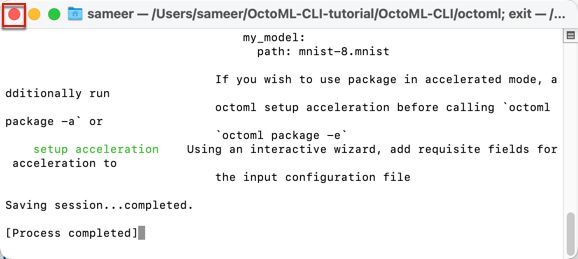 sameer — /Users/sameer/OctoML-CLI-tutorial/OctoML-CLI/octoml; exit — /...
my_model:
path: mnist-8.mnist
If you wish to use package in accelerated mode, a
dditionally run
octoml setup acceleration before calling `octoml
package -a` or
`octoml package -e`
setup acceleration    Using an interactive wizard, add requisite fields for
acceleration to
the input configuration file
Saving session...completed.
[Process completed]